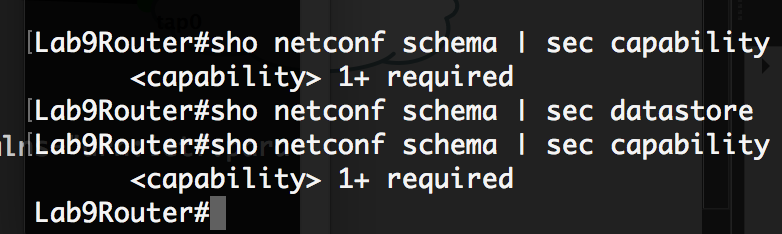 Lab9Router#sho netconf schema | sec capability
<capability> 1+ required
Lab9Router#sho netconf schema | sec datastore
Lab9Router#sho netconf schema | sec capability
<capability> 1+ required
Lab9Router#